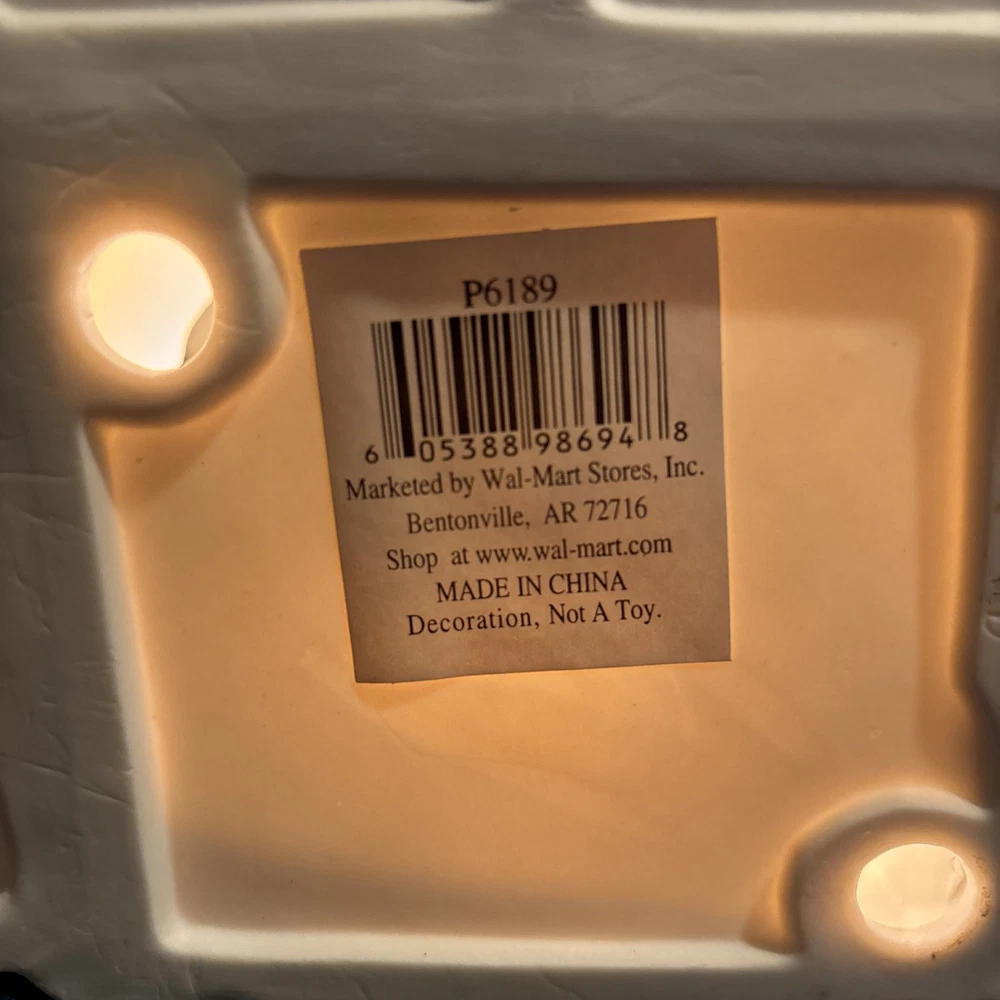 P6189
6 05388 98694 8
Marketed by Wal-Mart Stores, Inc.
Bentonville, AR 72716
Shop at www.wal-mart.com
MADE IN CHINA
Decoration, Not A Toy.